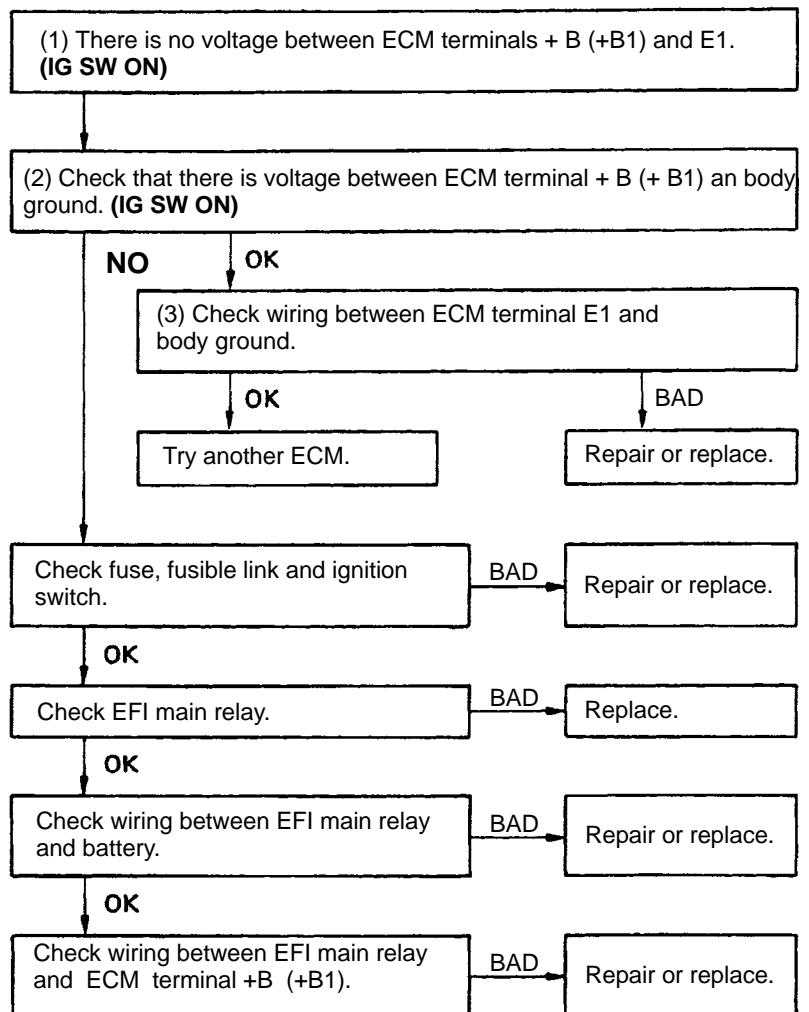 (1) There is no voltage between ECM terminals + B (+B1) and E1.
(IG SW ON)
(2) Check that there is voltage between ECM terminal + B (+ B1) an body
ground. (IG SW ON)
NO
OK
(3) Check wiring between ECM terminal E1 and
body ground.
OK
BAD
Try another ECM.
Repair or replace.
Check fuse, fusible link and ignition
switch.
BAD
Repair or replace.
OK
Check EFI main relay.
BAD
Replace.
OK
Check wiring between EFI main relay
and battery.
BAD
Repair or replace.
OK
Check wiring between EFI main relay
and ECM terminal +B (+B1).
BAD
Repair or replace.